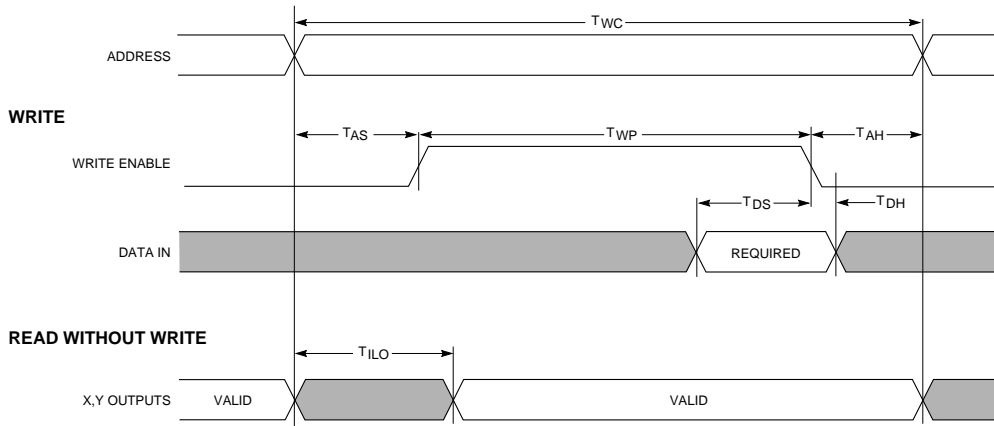 TWC
ADDRESS
WRITE
TAS
TWP
TAH
WRITE ENABLE
TDS
TDH
DATA IN
REQUIRED
READ WITHOUT WRITE
TILO
X,Y OUTPUTS
VALID
VALID